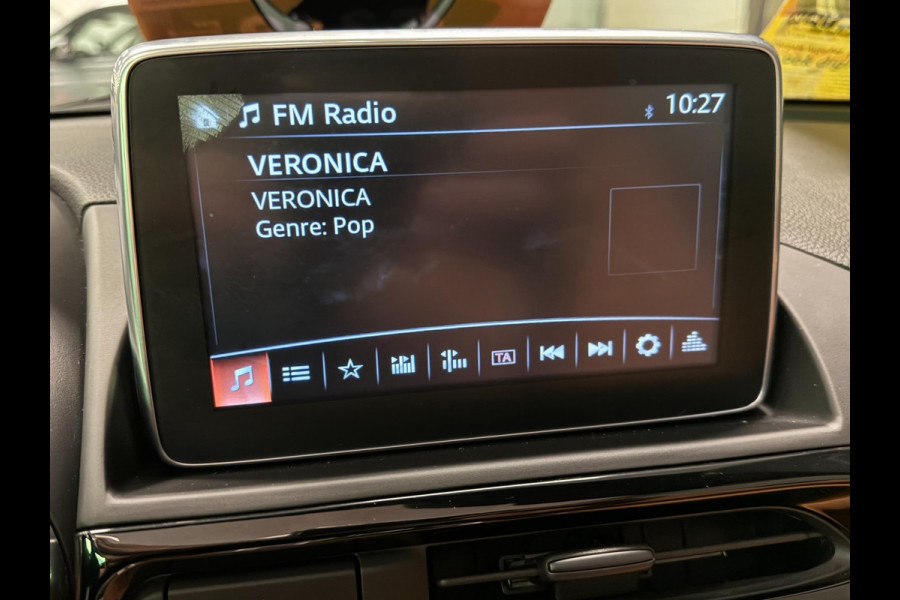 FM Radio
10:27
VERONICA
VERONICA
Genre: Pop
TA